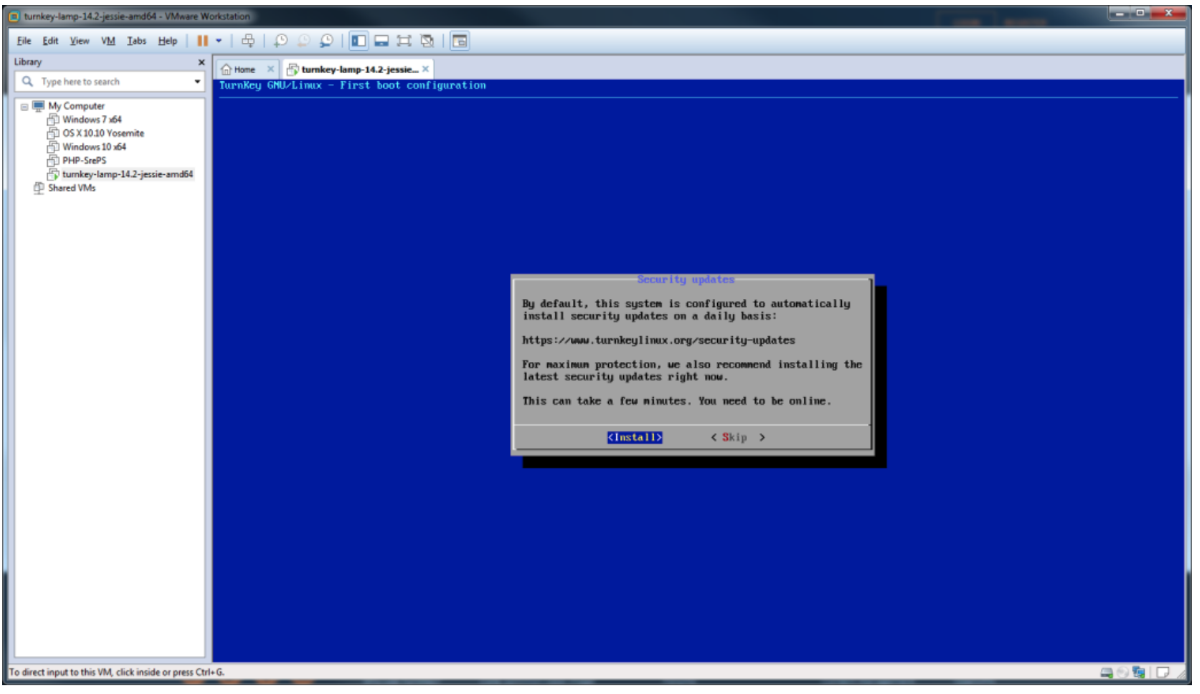 turnkey-lamp-14.2-jessie-amd64 - VMware Workstation
File Edit View VM Tabs Help
Library
Type here to search
My Computer
Windows 7 x64
OS X 10.10 Yosemite
Windows 10 x64
PHP-SrePS
turnkey-lamp-14.2-jessie-amd64
Shared VMs
Home
turnkey-lamp-14.2-jessie...
TurnKey GNU/Linux - First boot configuration
Security updates
By default, this system is configured to automatically
install security updates on a daily basis:
https://www.turnkeylinux.org/security-updates
For maximum protection, we also recommend installing the
latest security updates right now.
This can take a few minutes. You need to be online.
<Install> < Skip >
To direct input to this VM, click inside or press Ctrl+G.